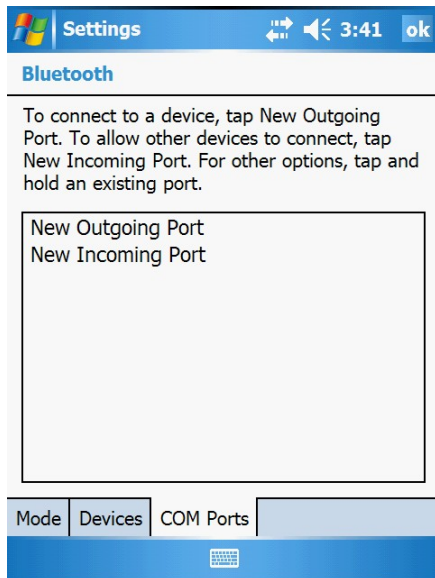 Settings 3:41 ok
Bluetooth
To connect to a device, tap New Outgoing
Port. To allow other devices to connect, tap
New Incoming Port. For other options, tap and
hold an existing port.
New Outgoing Port
New Incoming Port
Mode Devices COM Ports